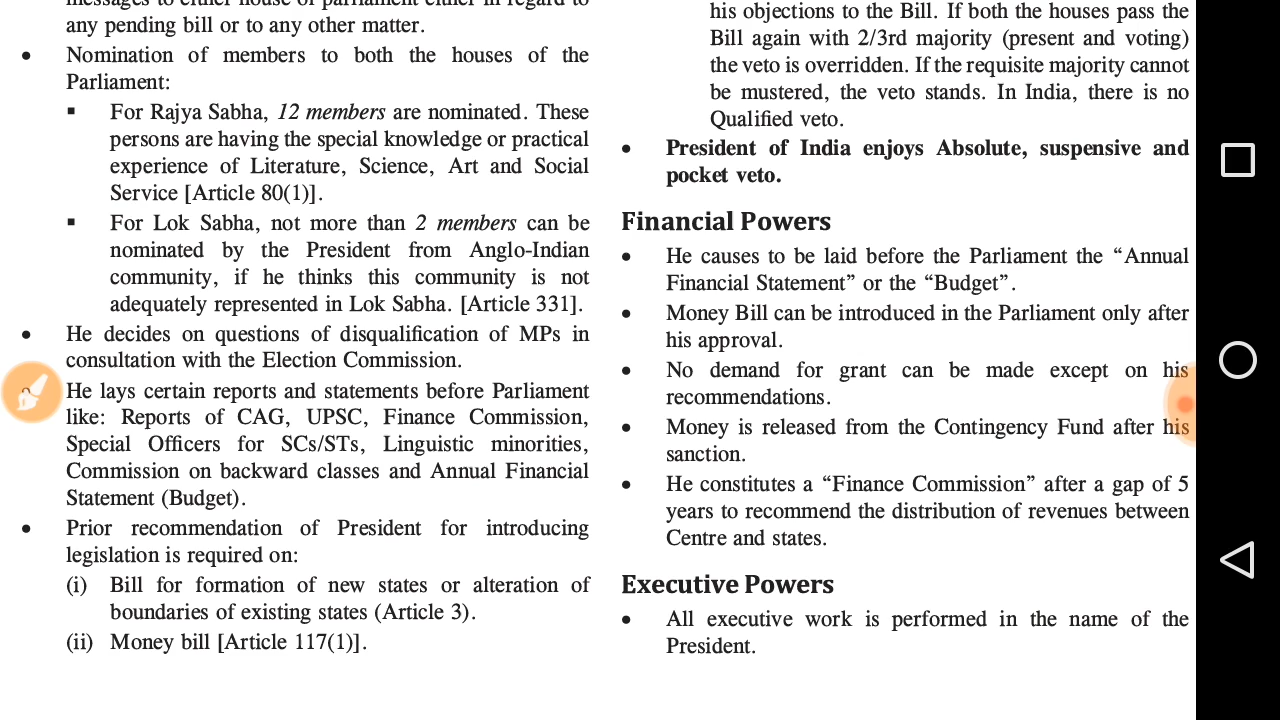 messages to either house of parliament either in regard to
any pending bill or to any other matter.
• Nomination of members to both the houses of the
Parliament:
▪ For Rajya Sabha, 12 members are nominated. These
persons are having the special knowledge or practical
experience of Literature, Science, Art and Social
Service [Article 80(1)].
▪ For Lok Sabha, not more than 2 members can be
nominated by the President from Anglo-Indian
community, if he thinks this community is not
adequately represented in Lok Sabha. [Article 331].
• He decides on questions of disqualification of MPs in
consultation with the Election Commission.
He lays certain reports and statements before Parliament
like: Reports of CAG, UPSC, Finance Commission,
Special Officers for SCs/STs, Linguistic minorities,
Commission on backward classes and Annual Financial
Statement (Budget).
• Prior recommendation of President for introducing
legislation is required on:
(i) Bill for formation of new states or alteration of
boundaries of existing states (Article 3).
(ii) Money bill [Article 117(1)].
his objections to the Bill. If both the houses pass the
Bill again with 2/3rd majority (present and voting)
the veto is overridden. If the requisite majority cannot
be mustered, the veto stands. In India, there is no
Qualified veto.
• President of India enjoys Absolute, suspensive and
pocket veto.
Financial Powers
• He causes to be laid before the Parliament the “Annual
Financial Statement” or the “Budget”.
• Money Bill can be introduced in the Parliament only after
his approval.
• No demand for grant can be made except on his
recommendations.
• Money is released from the Contingency Fund after his
sanction.
• He constitutes a “Finance Commission” after a gap of 5
years to recommend the distribution of revenues between
Centre and states.
Executive Powers
• All executive work is performed in the name of the
President.